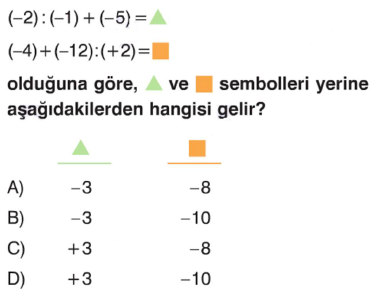 (–2):(–1)+(–5)=▲
(–4)+(–12):(+2)=■
olduğuna göre, ▲ ve ■ sembolleri yerine
aşağıdakilerden hangisi gelir?
▲ ■
A) –3 –8
B) –3 –10
C) +3 –8
D) +3 –10